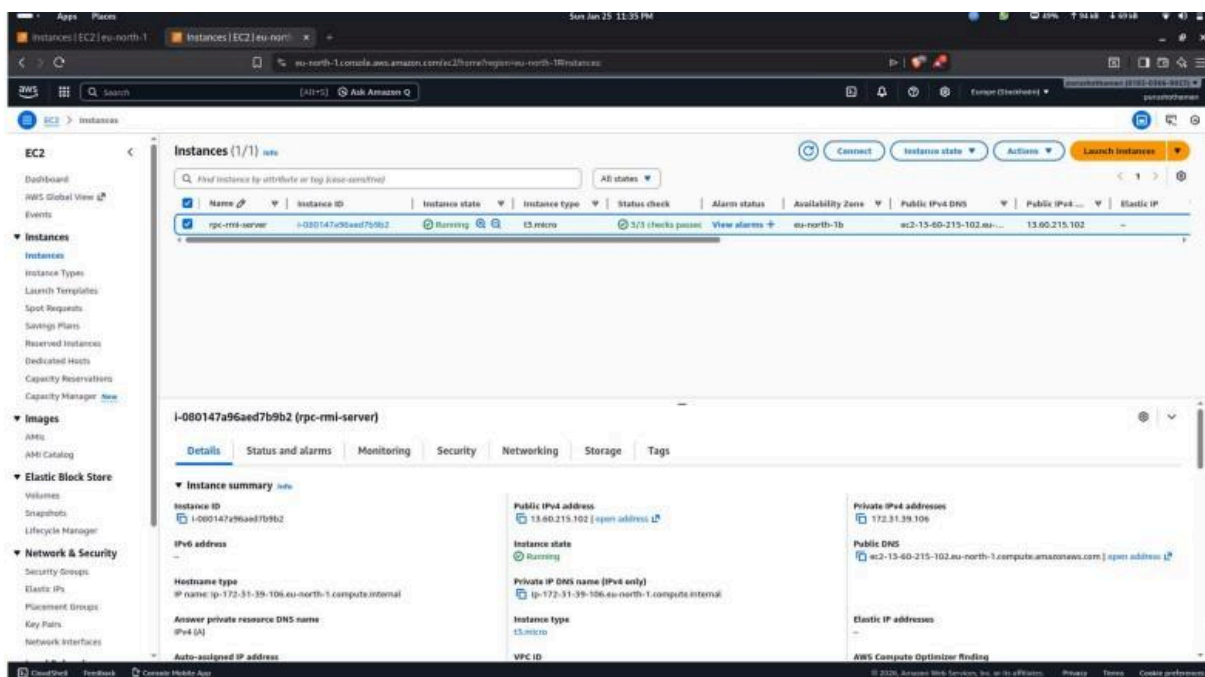 Apps Places
Sun Jan 25 11:35 PM
49%
Instances | EC2 | eu-north-1
Instances | EC2 | eu-nort
eu-north-1.console.aws.amazon.com/ec2/home?region=eu-north-1#Instances:
aws
Search
[Alt+S]
Ask Amazon Q
Europe (Stockholm)
purushothaman
EC2 > Instances
EC2
Dashboard
AWS Global View
Events
Instances
Instances
Instance Types
Launch Templates
Spot Requests
Savings Plans
Reserved Instances
Dedicated Hosts
Capacity Reservations
Capacity Manager New
Images
AMIs
AMI Catalog
Elastic Block Store
Volumes
Snapshots
Lifecycle Manager
Network & Security
Security Groups
Elastic IPs
Placement Groups
Key Pairs
Network Interfaces
Instances (1/1) Info
Connect
Instance state
Actions
Launch instances
Find Instance by attribute or tag (case-sensitive)
All states
1
Name Instance ID Instance state Instance type Status check Alarm status Availability Zone Public IPv4 DNS Public IPv4 ... Elastic IP
rpc-rmi-server i-080147a96aed7b9b2 Running t3.micro 3/3 checks passed View alarms + eu-north-1b ec2-13-60-215-102.eu-... 13.60.215.102 –
i-080147a96aed7b9b2 (rpc-rmi-server)
Details Status and alarms Monitoring Security Networking Storage Tags
Instance summary Info
Instance ID
i-080147a96aed7b9b2
Public IPv4 address
13.60.215.102 | open address
Private IPv4 addresses
172.31.39.106
IPv6 address
–
Instance state
Running
Public DNS
ec2-13-60-215-102.eu-north-1.compute.amazonaws.com | open address
Hostname type
IP name: ip-172-31-39-106.eu-north-1.compute.internal
Private IP DNS name (IPv4 only)
ip-172-31-39-106.eu-north-1.compute.internal
Answer private resource DNS name
IPv4 (A)
Instance type
t3.micro
Elastic IP addresses
–
Auto-assigned IP address
VPC ID
AWS Compute Optimizer finding
CloudShell Feedback Console Mobile App
© 2026, Amazon Web Services, Inc. or its affiliates. Privacy Terms Cookie preferences